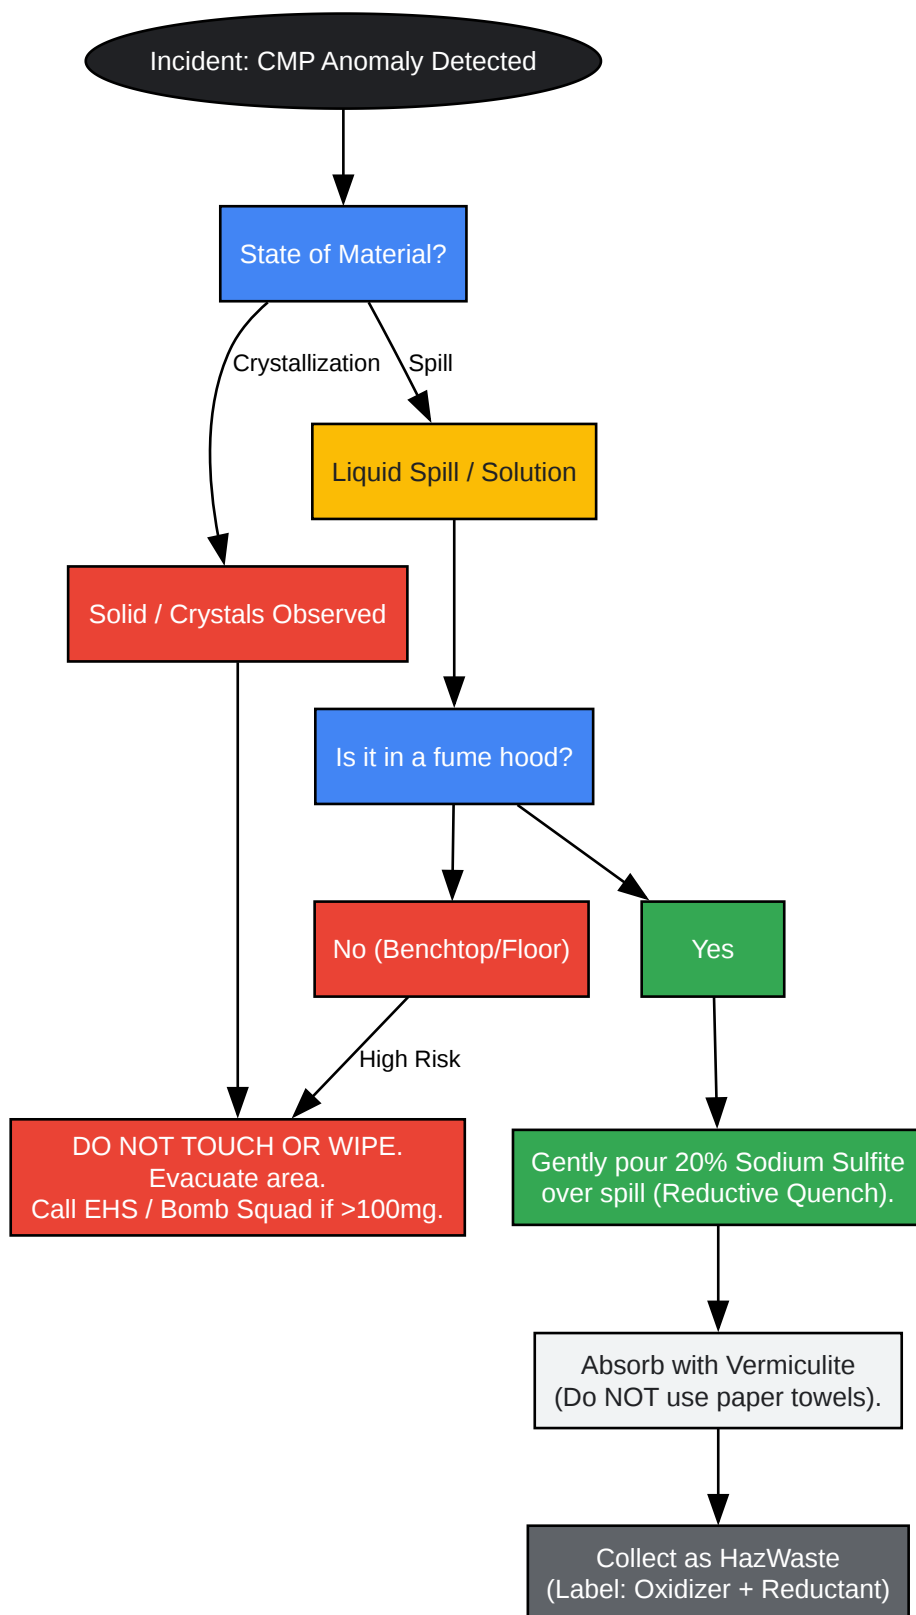 Incident: CMP Anomaly Detected
State of Material?
Crystallization
Spill
Liquid Spill / Solution
Solid / Crystals Observed
Is it in a fume hood?
No (Benchtop/Floor)
Yes
High Risk
DO NOT TOUCH OR WIPE.
Evacuate area.
Call EHS / Bomb Squad if >100mg.
Gently pour 20% Sodium Sulfite
over spill (Reductive Quench).
Absorb with Vermiculite
(Do NOT use paper towels).
Collect as HazWaste
(Label: Oxidizer + Reductant)